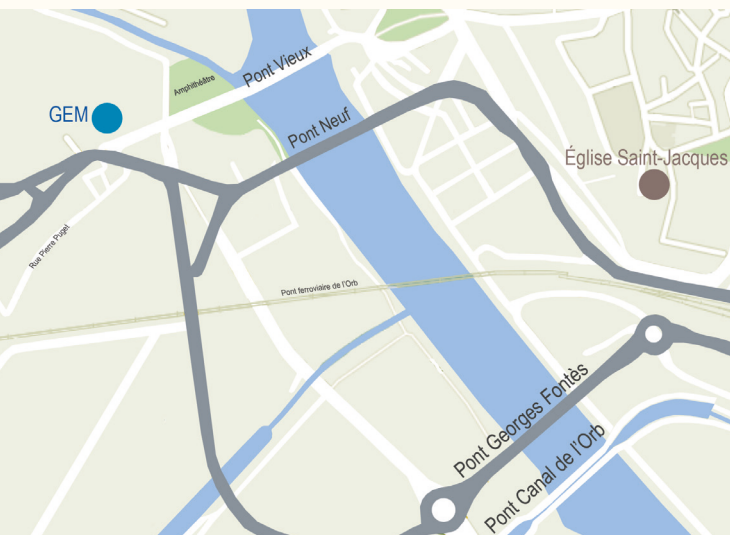 Pont Vieux
Amphithéâtre
GEM
Pont Neuf
Église Saint-Jacques
Rue Pierre Puget
Pont ferroviaire de l'Orb
Pont Georges Fontès
Pont Canal de l'Orb